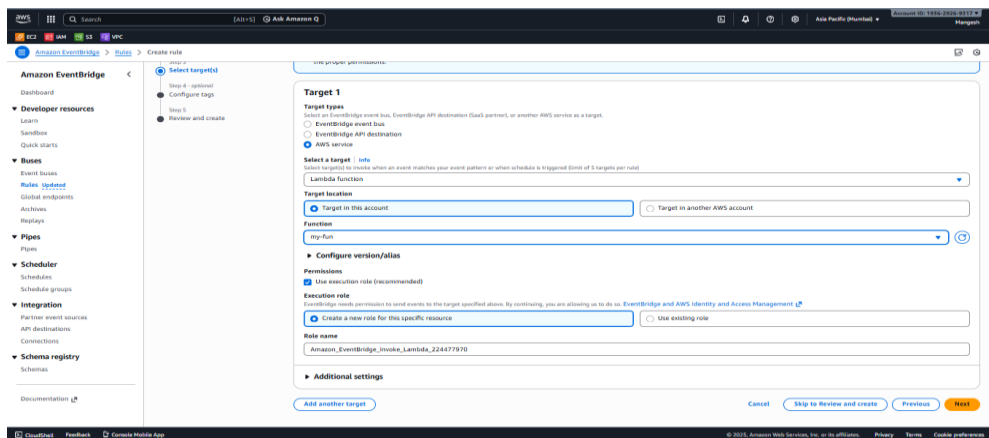 aws
Search
[Alt+S]
Ask Amazon Q
Asia Pacific (Mumbai)
Mangesh
EC2 IAM S3 VPC
Amazon EventBridge > Rules > Create rule
Amazon EventBridge
Dashboard
Developer resources
Learn
Sandbox
Quick starts
Buses
Event buses
Rules Updated
Global endpoints
Archives
Replays
Pipes
Pipes
Scheduler
Schedules
Schedule groups
Integration
Partner event sources
API destinations
Connections
Schema registry
Schemas
Documentation
Step 3
Select target(s)
Step 4 - optional
Configure tags
Step 5
Review and create
the proper permissions.
Target 1
Target types
Select an EventBridge event bus, EventBridge API destination (SaaS partner), or another AWS service as a target.
EventBridge event bus
EventBridge API destination
AWS service
Select a target | Info
Select target(s) to invoke when an event matches your event pattern or when schedule is triggered (limit of 5 targets per rule)
Lambda function
Target location
Target in this account
Target in another AWS account
Function
my-fun
Configure version/alias
Permissions
Use execution role (recommended)
Execution role
EventBridge needs permission to send events to the target specified above. By continuing, you are allowing us to do so. EventBridge and AWS Identity and Access Management
Create a new role for this specific resource
Use existing role
Role name
Amazon_EventBridge_Invoke_Lambda_224477970
Additional settings
Add another target
Cancel
Skip to Review and create
Previous
Next
CloudShell Feedback Console Mobile App
© 2025, Amazon Web Services, Inc. or its affiliates. Privacy Terms Cookie preferences